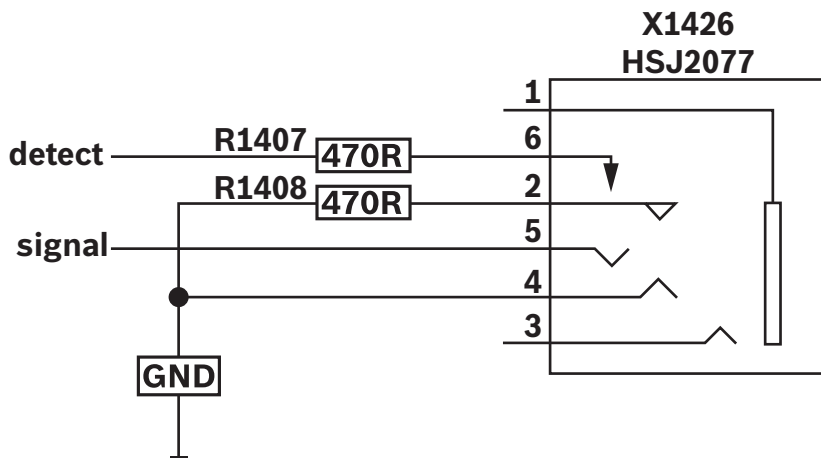 X1426
HSJ2077
1
detect
R1407
470R
6
R1408
470R
2
signal
5
4
3
GND